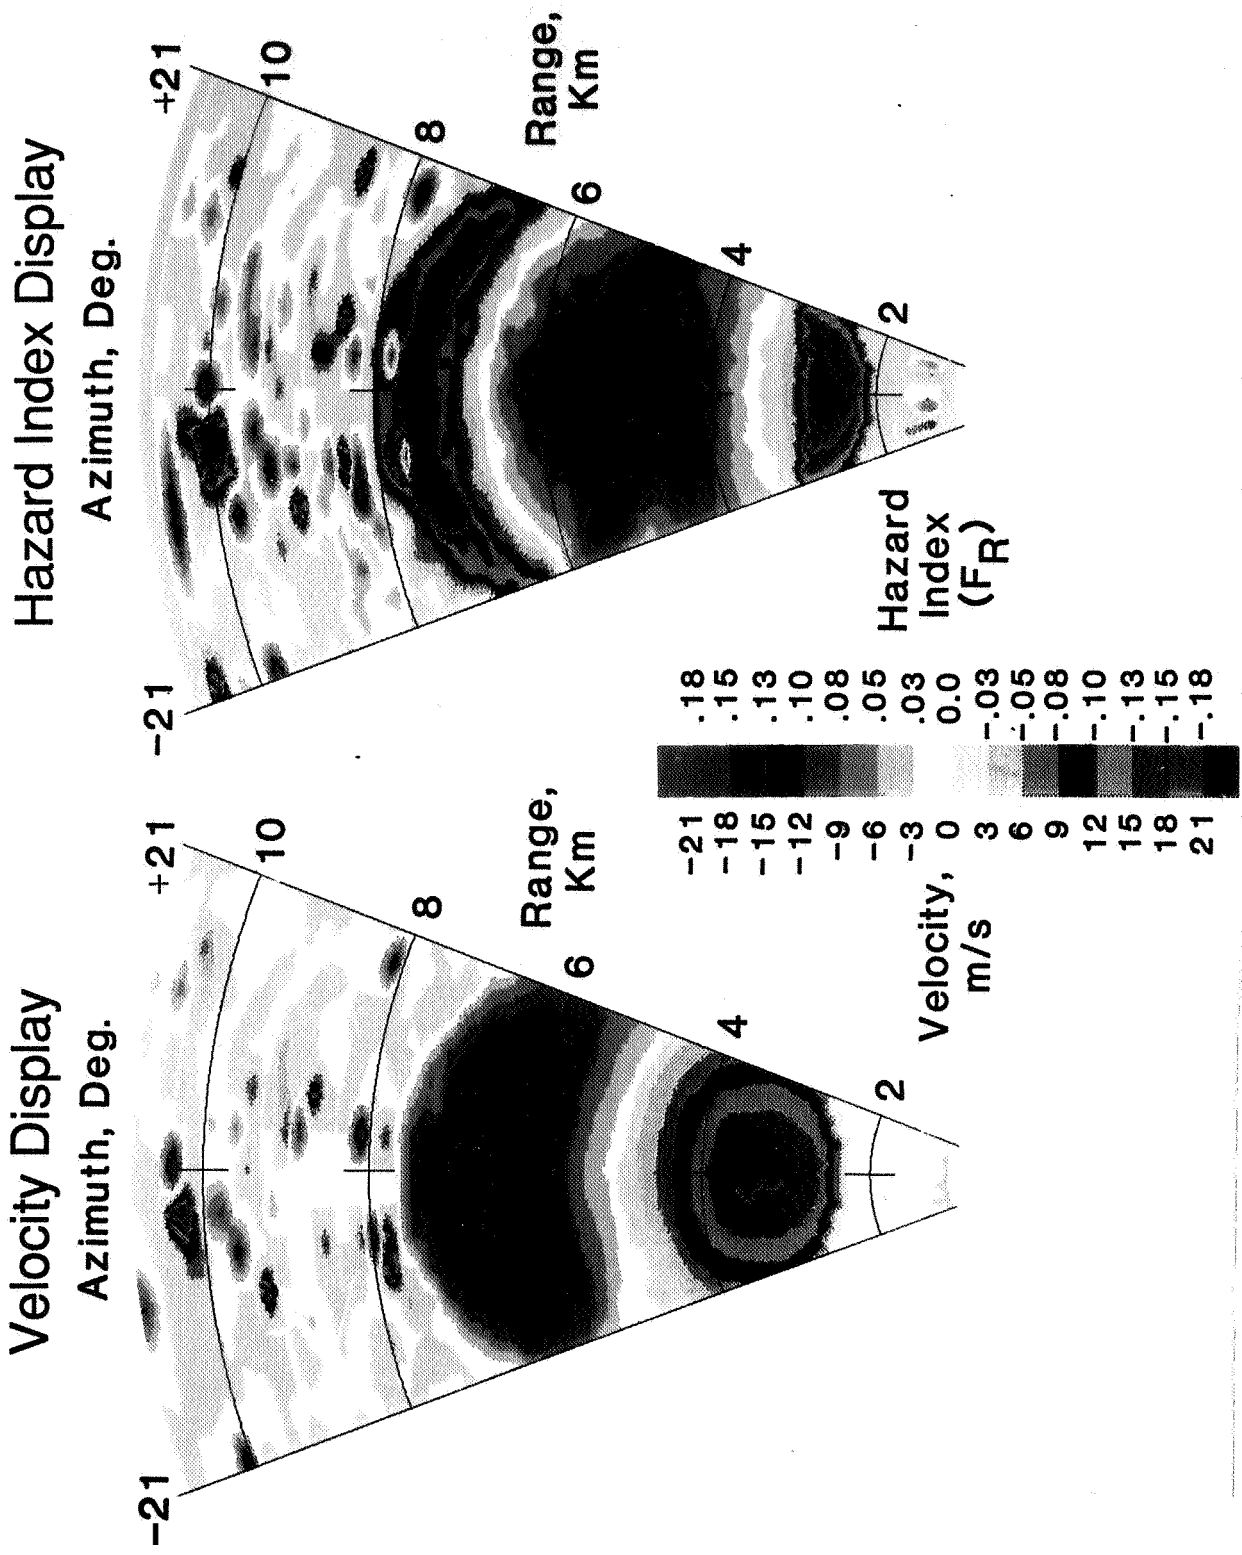 Velocity Display
Azimuth, Deg.
-21
+21
10
8
6
4
2
Range,
Km
Hazard Index Display
Azimuth, Deg.
-21
+21
10
8
6
4
2
Range,
Km
Velocity,
m/s
Hazard
Index
(FR)
-21 .18
-18 .15
-15 .13
-12 .10
-9 .08
-6 .05
-3 .03
0 0.0
3 -.03
6 -.05
9 -.08
12 -.10
15 -.13
18 -.15
21 -.18